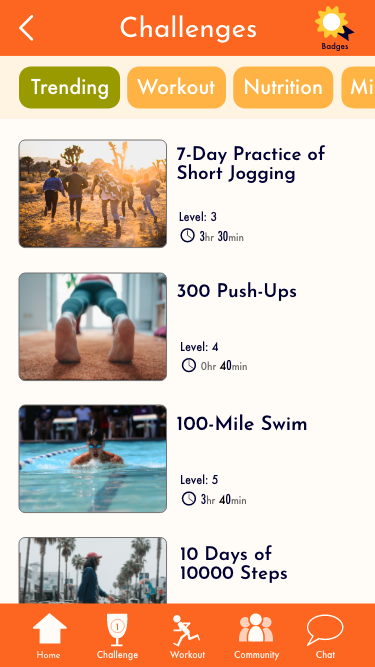 Challenges
Badges
Trending
Workout
Nutrition
7-Day Practice of
Short Jogging
Level: 3
3hr 30min
300 Push-Ups
Level: 4
0hr 40min
100-Mile Swim
Level: 5
3hr 40min
10 Days of
10000 Steps
1
Home
Challenge
Workout
Community
Chat